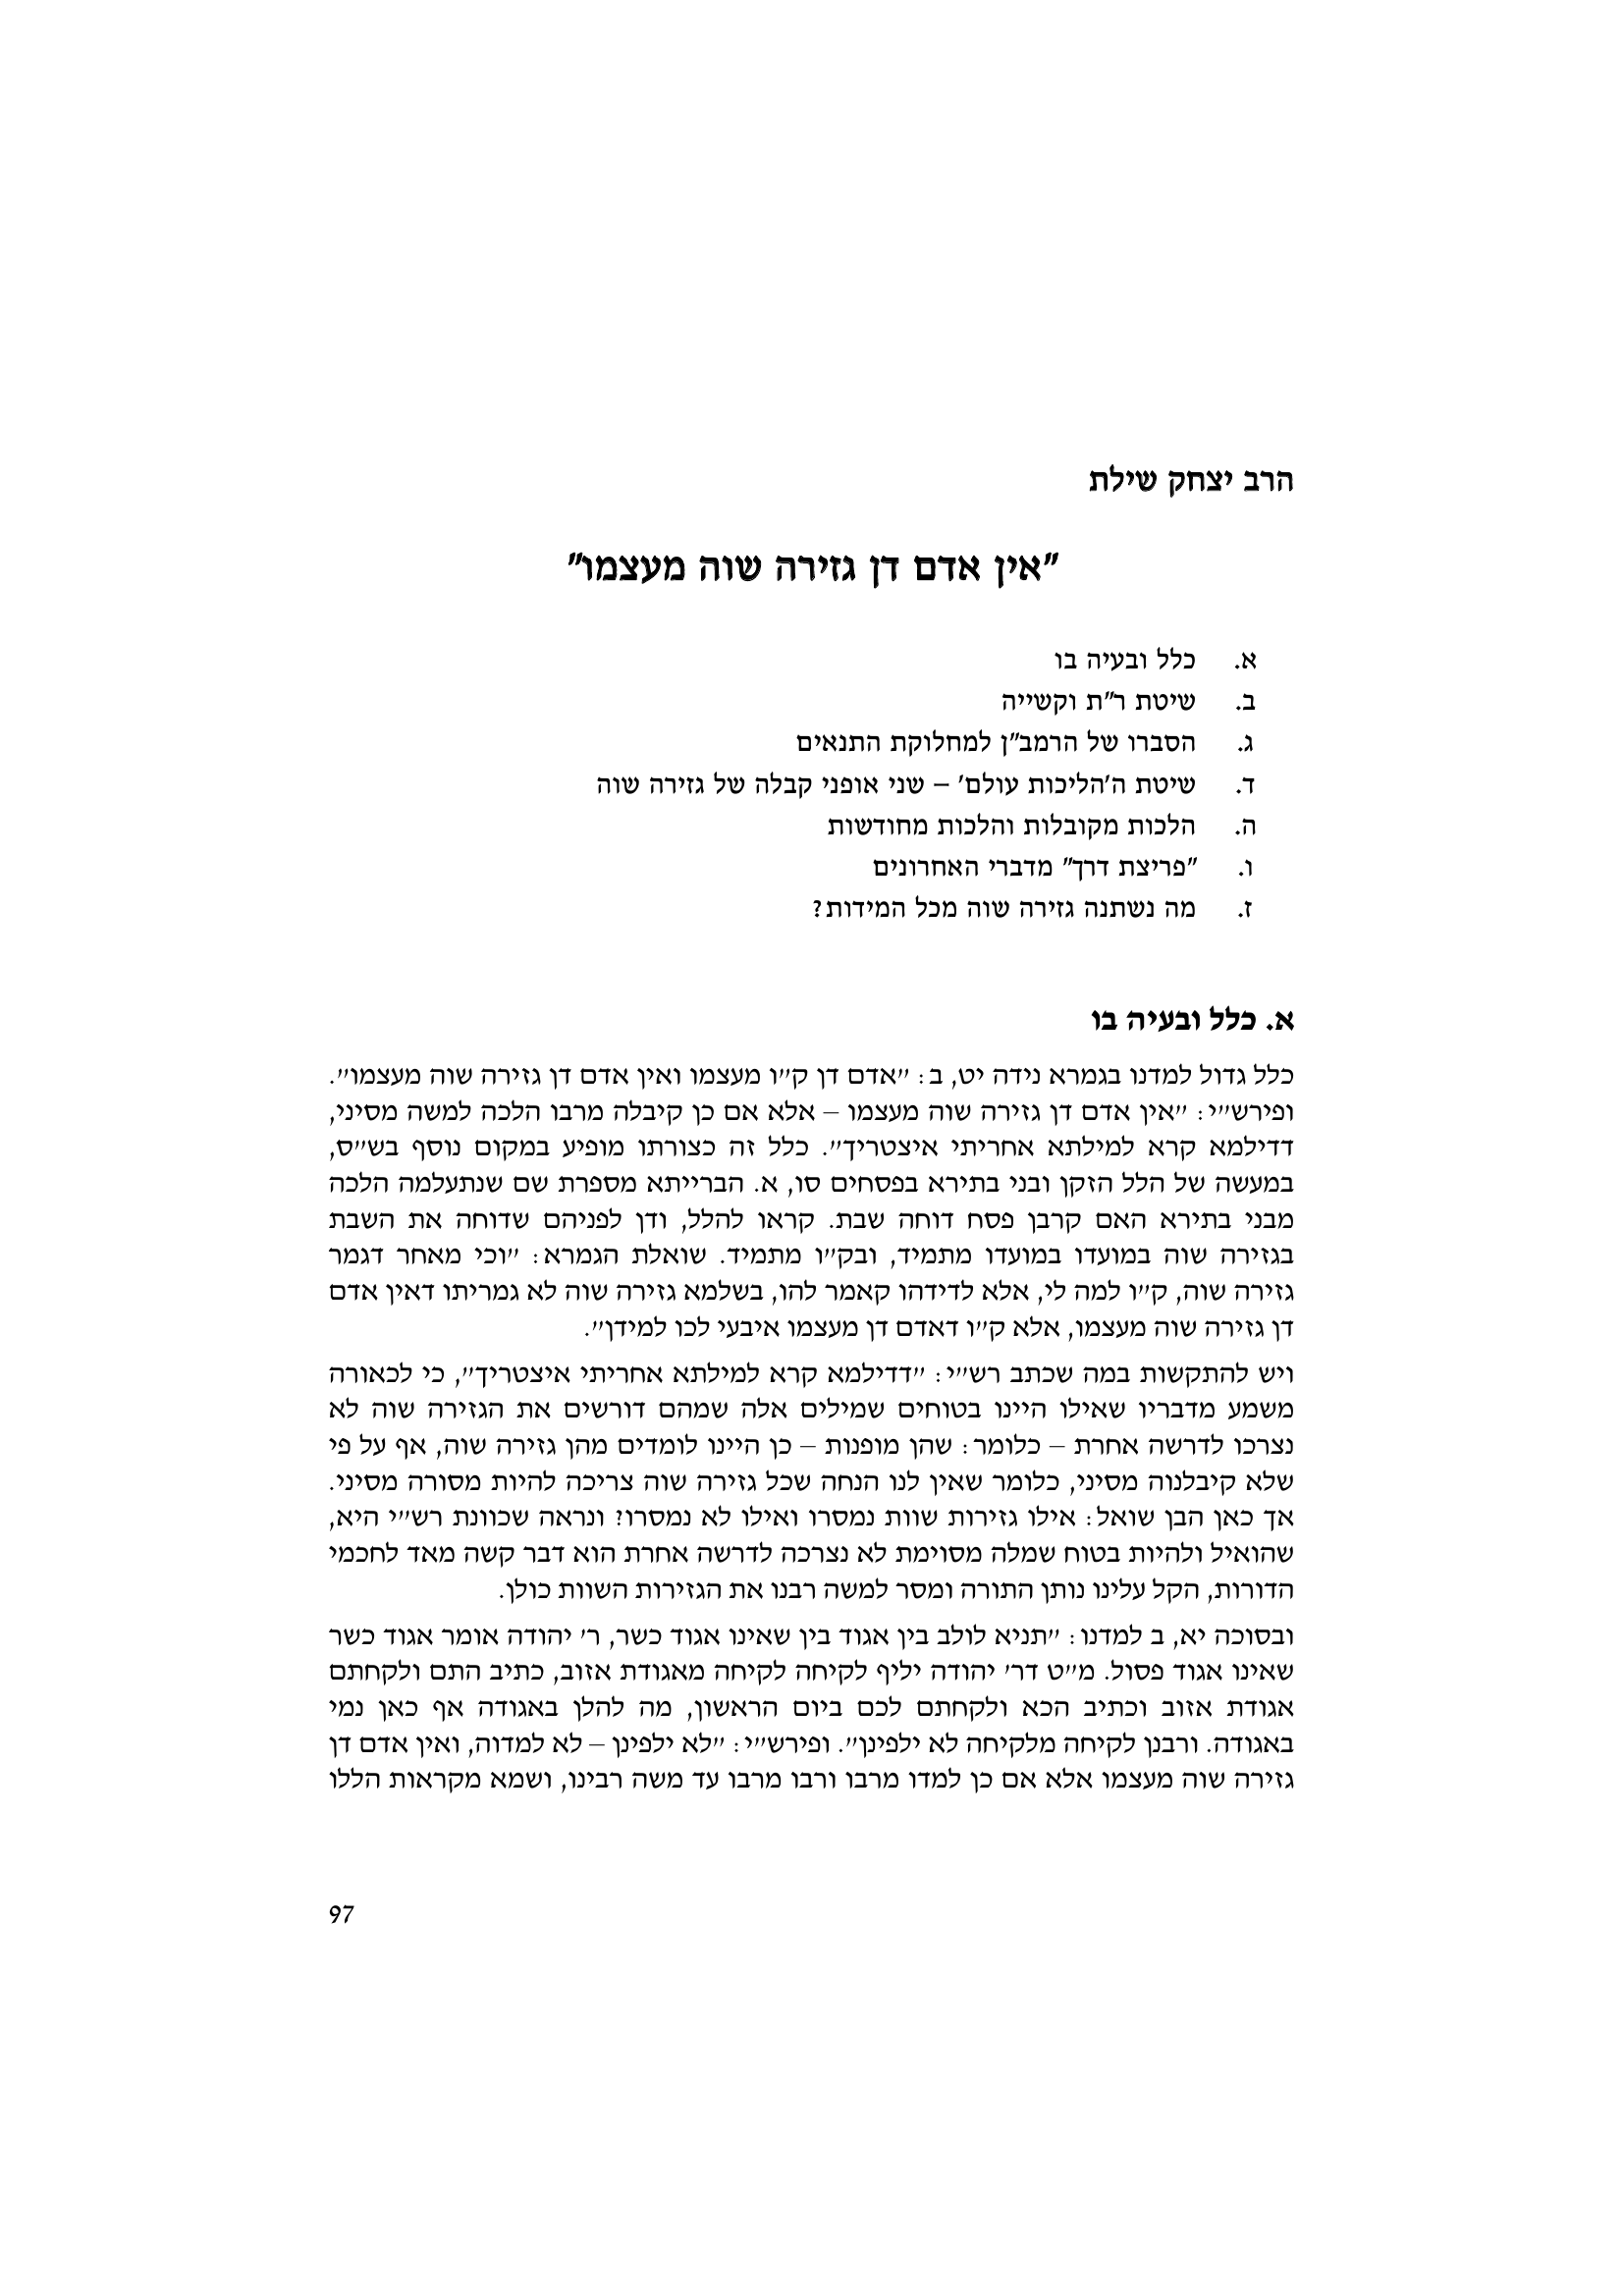 הרב יצחק שילת
"אין אדם דן גזירה שוה מעצמו"
א. כלל ובעיה בו
ב. שיטת ר"ת וקשייה
ג. הסברו של הרמב"ן למחלוקת התנאים
ד. שיטת ה'הליכות עולם' – שני אופני קבלה של גזירה שוה
ה. הלכות מקובלות והלכות מחודשות
ו. "פריצת דרך" מדברי האחרונים
ז. מה נשתנה גזירה שוה מכל המידות?
א. כלל ובעיה בו
כלל גדול למדנו בגמרא נידה יט, ב: "אדם דן ק"ו מעצמו ואין אדם דן גזירה שוה מעצמו".
ופירש"י: "אין אדם דן גזירה שוה מעצמו – אלא אם כן קיבלה מרבו הלכה למשה מסיני,
דדילמא קרא למילתא אחריתי איצטריך". כלל זה כצורתו מופיע במקום נוסף בש"ס,
במעשה של הלל הזקן ובני בתירא בפסחים סו, א. הברייתא מספרת שם שנתעלמה הלכה
מבני בתירא האם קרבן פסח דוחה שבת. קראו להלל, ודן לפניהם שדוחה את השבת
בגזירה שוה במועדו במועדו מתמיד, ובק"ו מתמיד. שואלת הגמרא: "וכי מאחר דגמר
גזירה שוה, ק"ו למה לי, אלא לדידהו קאמר להו, בשלמא גזירה שוה לא גמריתו דאין אדם
דן גזירה שוה מעצמו, אלא ק"ו דאדם דן מעצמו איבעי לכו למידן".
ויש להתקשות במה שכתב רש"י: "דדילמא קרא למילתא אחריתי איצטריך", כי לכאורה
משמע מדבריו שאילו היינו בטוחים שמילים אלה שמהם דורשים את הגזירה שוה לא
נצרכו לדרשה אחרת – כלומר: שהן מופנות – כן היינו לומדים מהן גזירה שוה, אף על פי
שלא קיבלנוה מסיני, כלומר שאין לנו הנחה שכל גזירה שוה צריכה להיות מסורה מסיני.
אך כאן הבן שואל: אילו גזירות שוות נמסרו ואילו לא נמסרו? ונראה שכוונת רש"י היא,
שהואיל ולהיות בטוח שמלה מסוימת לא נצרכה לדרשה אחרת הוא דבר קשה מאד לחכמי
הדורות, הקל עלינו נותן התורה ומסר למשה רבנו את הגזירות השוות כולן.
ובסוכה יא, ב למדנו: "תניא לולב בין אגוד בין שאינו אגוד כשר, ר' יהודה אומר אגוד כשר
שאינו אגוד פסול. מ"ט דר' יהודה יליף לקיחה לקיחה מאגודת אזוב, כתיב התם ולקחתם
אגודת אזוב וכתיב הכא ולקחתם לכם ביום הראשון, מה להלן באגודה אף כאן נמי
באגודה. ורבנן לקיחה מלקיחה לא ילפינן". ופירש"י: "לא ילפינן – לא למדוה, ואין אדם דן
גזירה שוה מעצמו אלא אם כן למדו מרבו ורבו מרבו עד משה רבינו, ושמא מקראות הללו
97